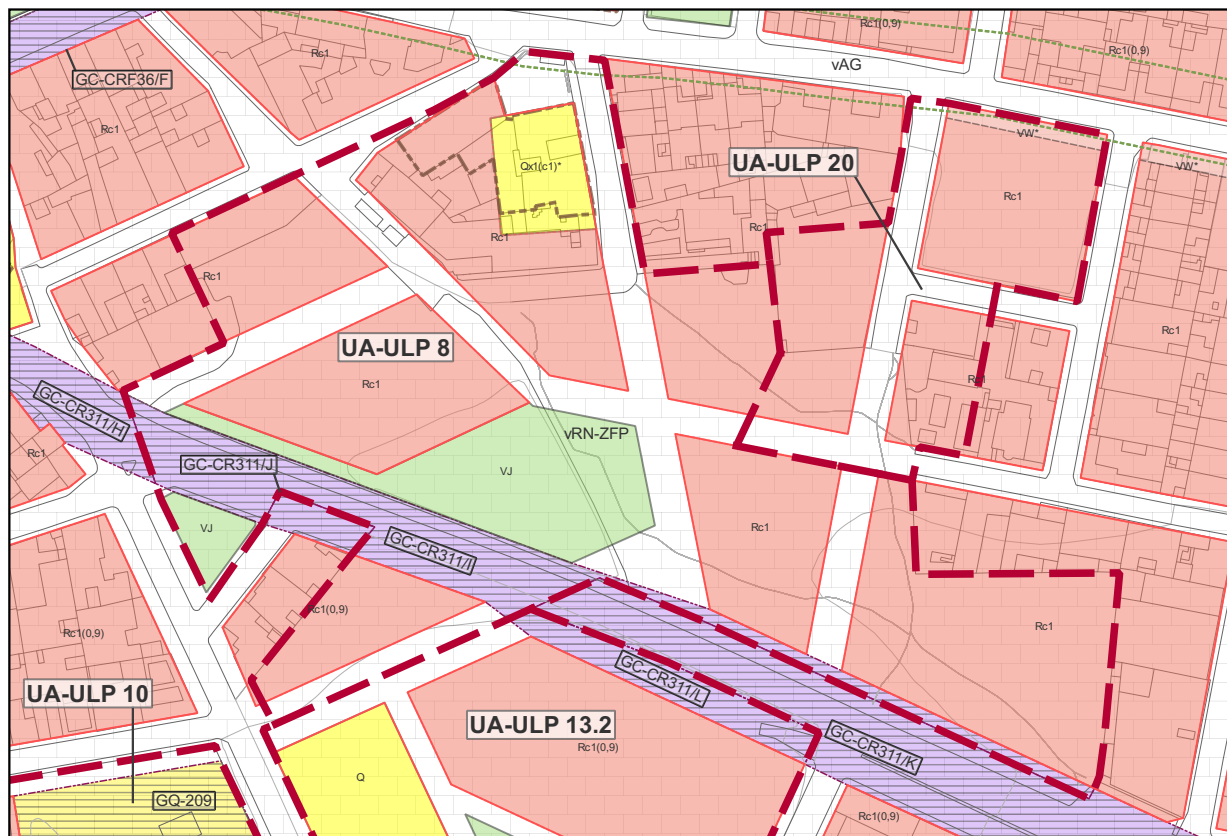 Rc1(0,9)
Rc1(0,9)
Rc1
vAG
GC-CRF36/F
Rc1
VW*
UA-ULP 20
VW*
Qx1(c1)*
Rc1
Rc1
Rc1
Rc1
Rc1
UA-ULP 8
Rc1
Rc1
Rc1
GC-CR311/H
vRN-ZFP
Rc1
GC-CR311/J
VJ
VJ
Rc1
GC-CR311/I
Rc1(0,9)
Rc1
Rc1(0,9)
GC-CR311/L
UA-ULP 10
UA-ULP 13.2
Rc1(0,9)
GC-CR311/K
Q
GQ-209
Rc1(0,9)